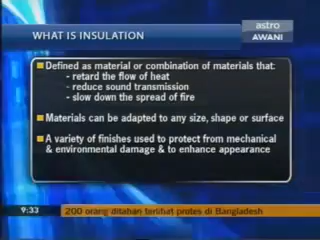 WHAT IS INSULATION
astro
AWANI
Defined as material or combination of materials that:
- retard the flow of heat
- reduce sound transmission
- slow down the spread of fire
Materials can be adapted to any size, shape or surface
A variety of finishes used to protect from mechanical
& environmental damage & to enhance appearance
9:33 200 orang ditahan terlibat protes di Bangladesh